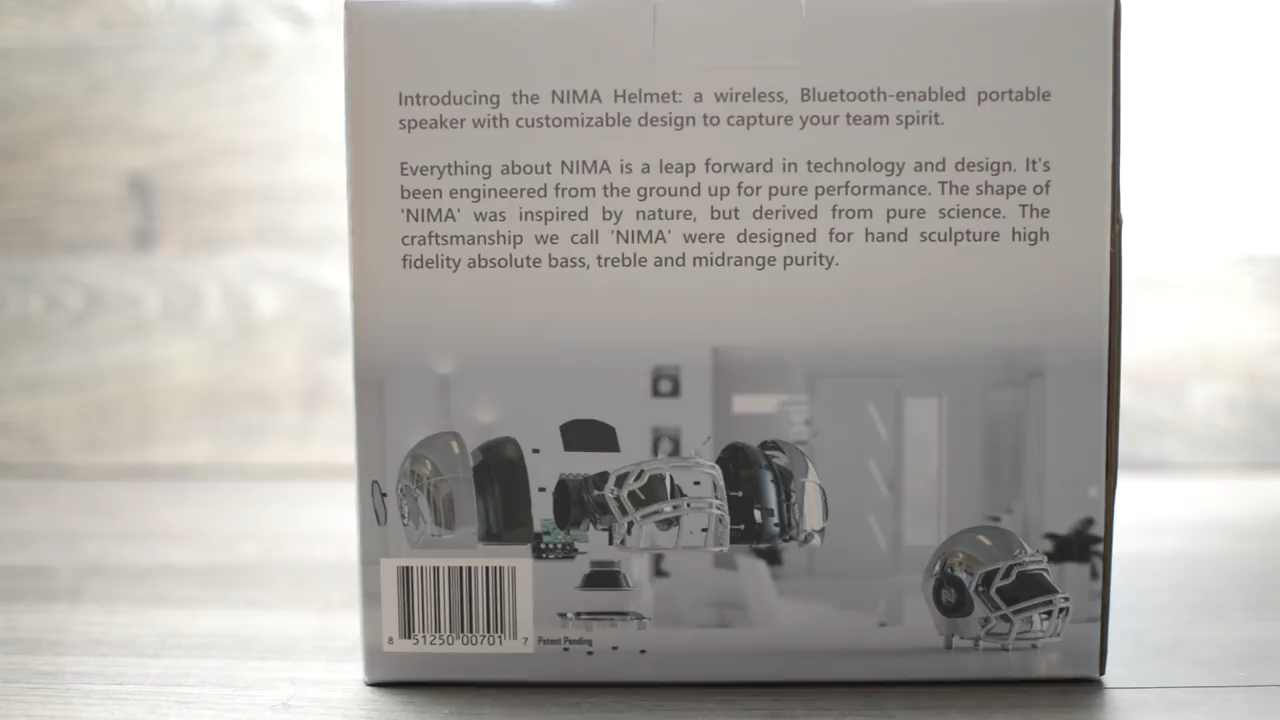 Introducing the NIMA Helmet: a wireless, Bluetooth-enabled portable
speaker with customizable design to capture your team spirit.
Everything about NIMA is a leap forward in technology and design. It's
been engineered from the ground up for pure performance. The shape of
'NIMA' was inspired by nature, but derived from pure science. The
craftsmanship we call 'NIMA' were designed for hand sculpture high
fidelity absolute bass, treble and midrange purity.
8 51250 00701 7 Patent Pending